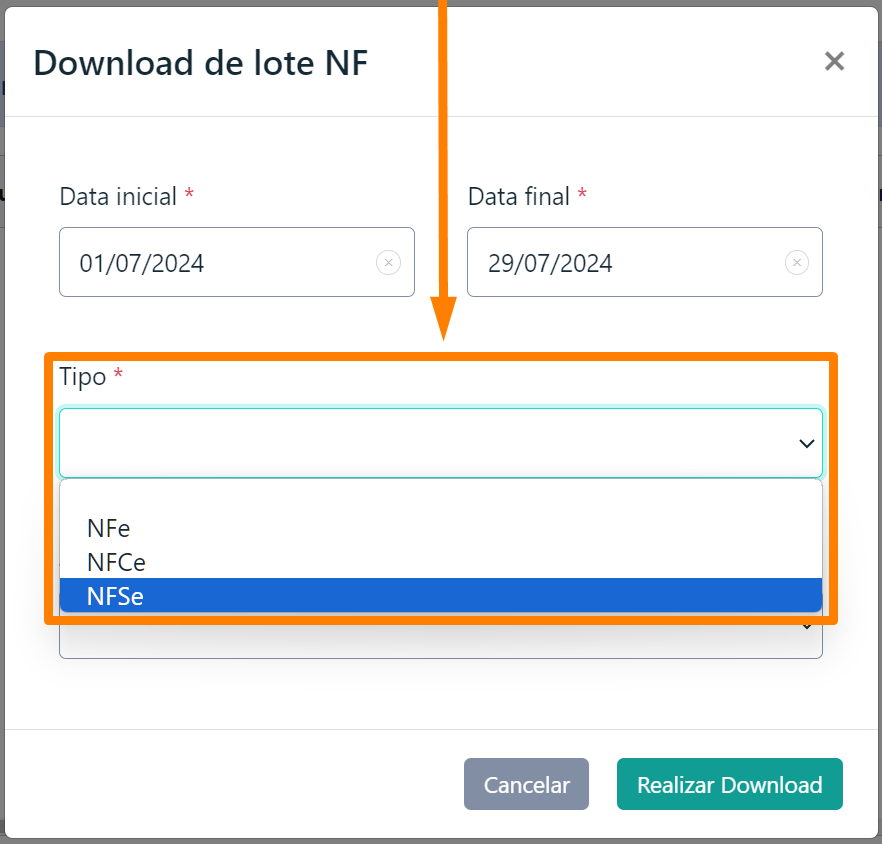 Download de lote NF
Data inicial *
Data final *
01/07/2024
29/07/2024
Tipo *
NFe
NFCe
NFSe
Cancelar
Realizar Download